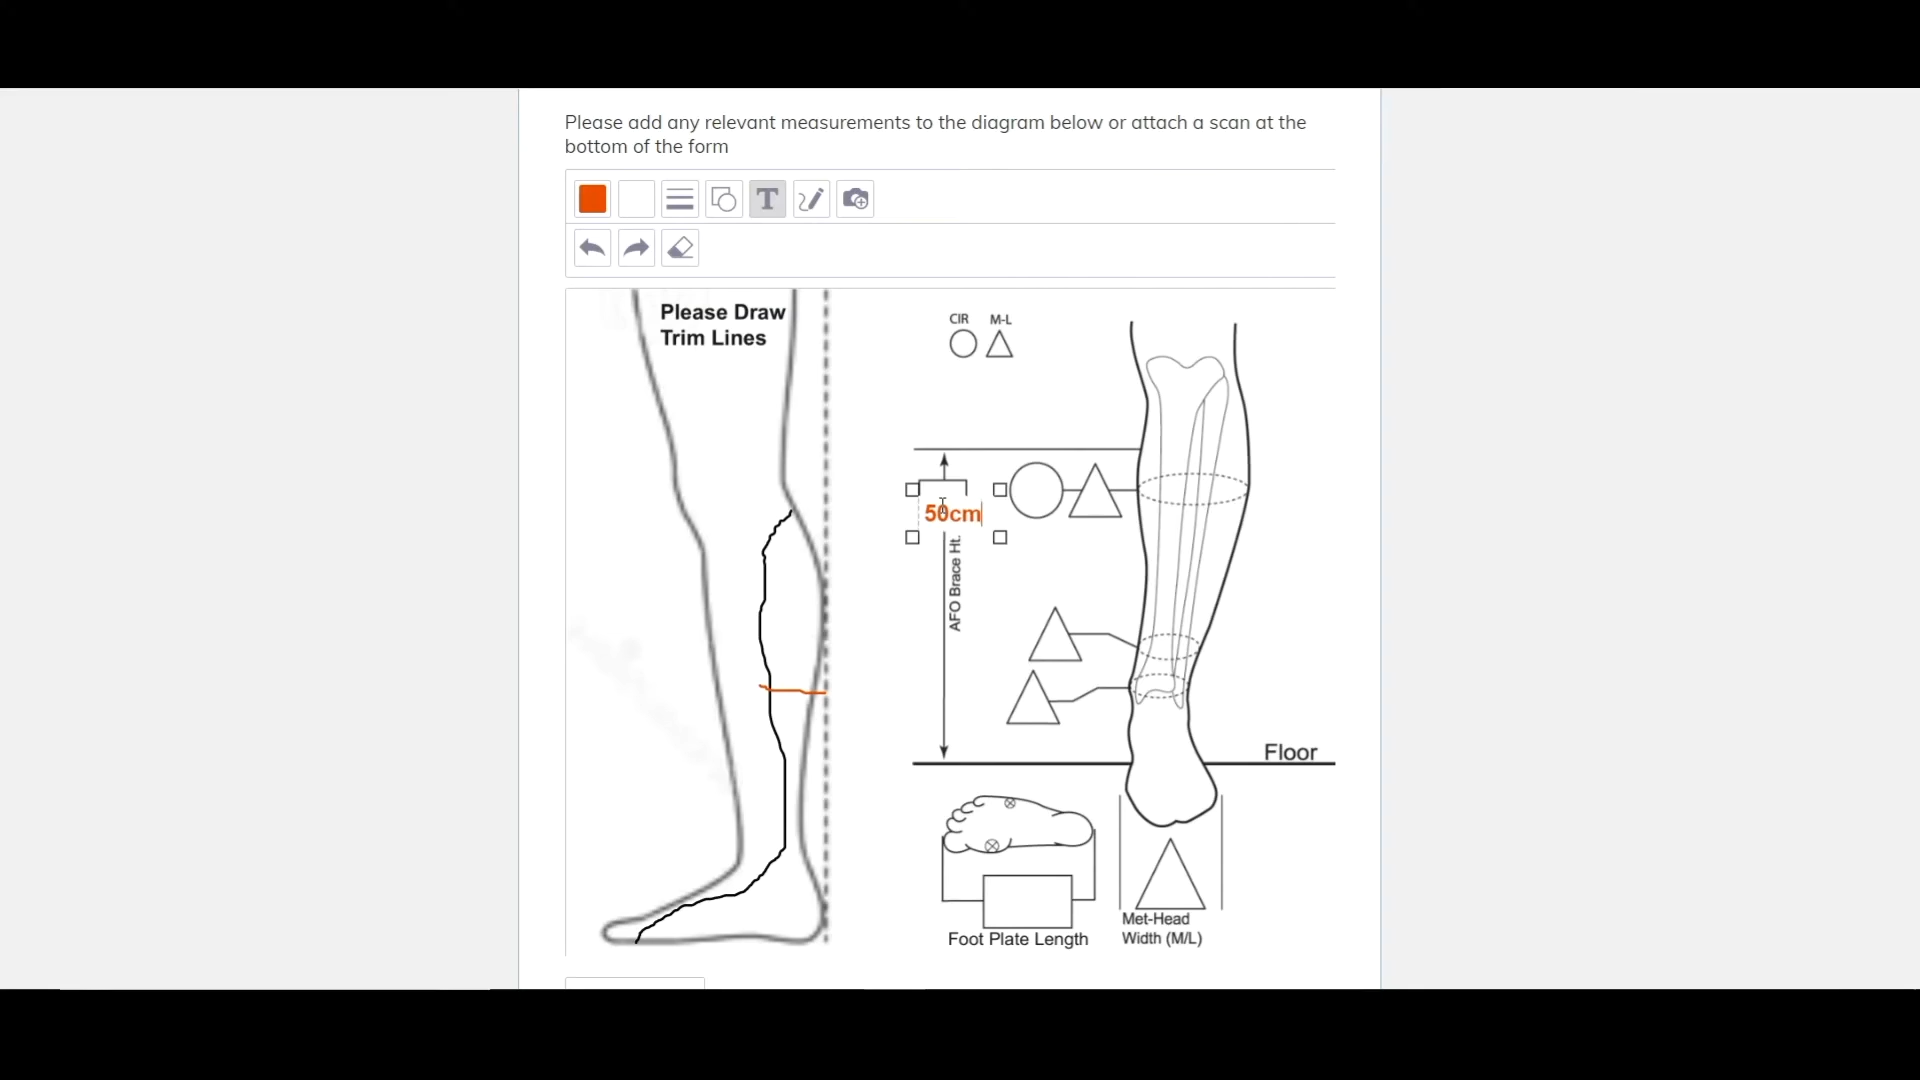 Please add any relevant measurements to the diagram below or attach a scan at the
bottom of the form
T
Please Draw
Trim Lines
CIR M-L
50cm
AFO Brace Ht.
Floor
Foot Plate Length
Met-Head
Width (M/L)